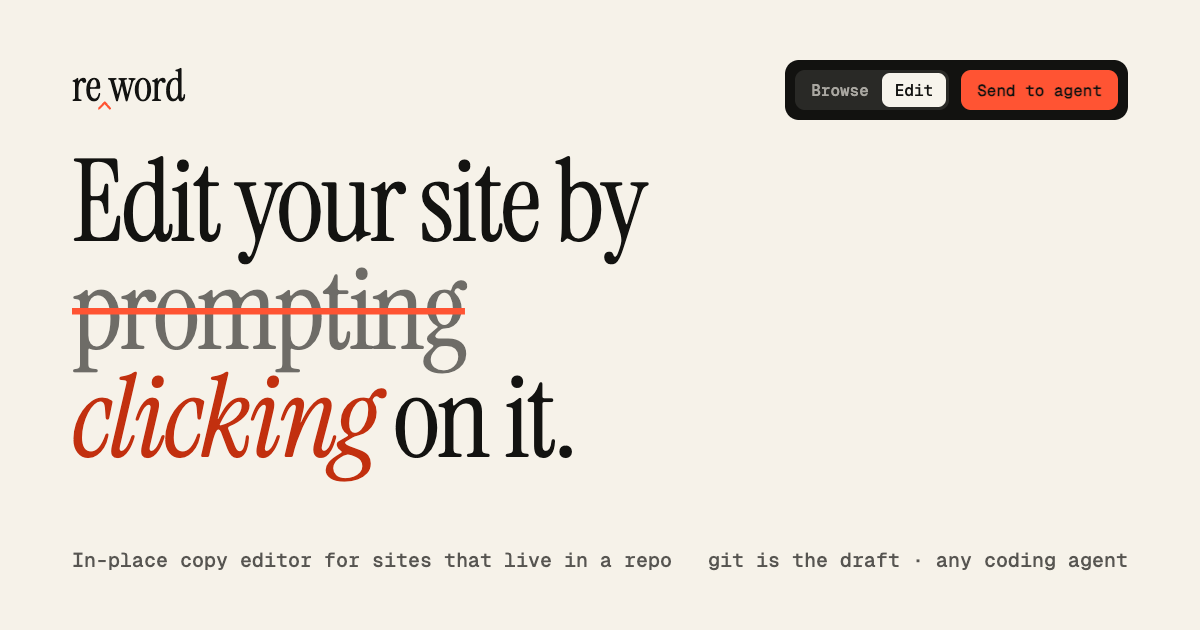 re‸word
Browse Edit Send to agent
Edit your site by
prompting
clicking on it.
In-place copy editor for sites that live in a repo
git is the draft · any coding agent